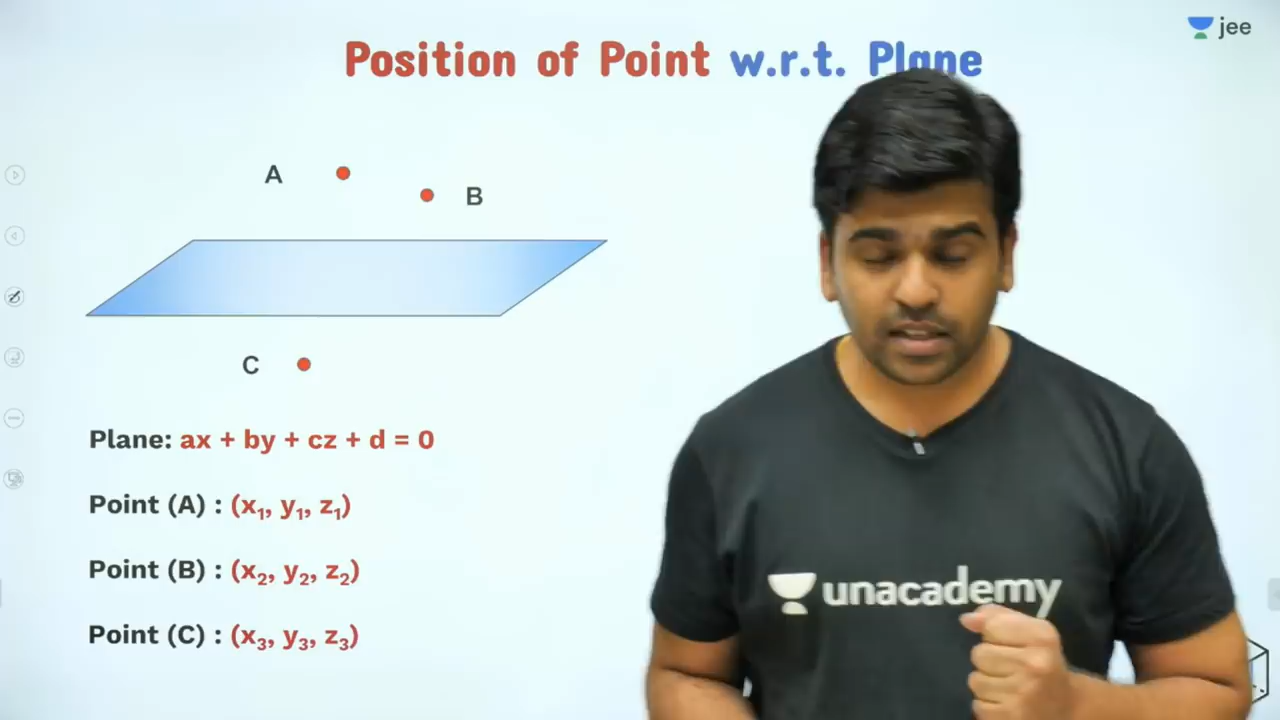 jee
Position of Point w.r.t. Plane
A
B
C
Plane: ax + by + cz + d = 0
Point (A) : (x₁, y₁, z₁)
Point (B) : (x₂, y₂, z₂)
Point (C) : (x₃, y₃, z₃)
unacademy